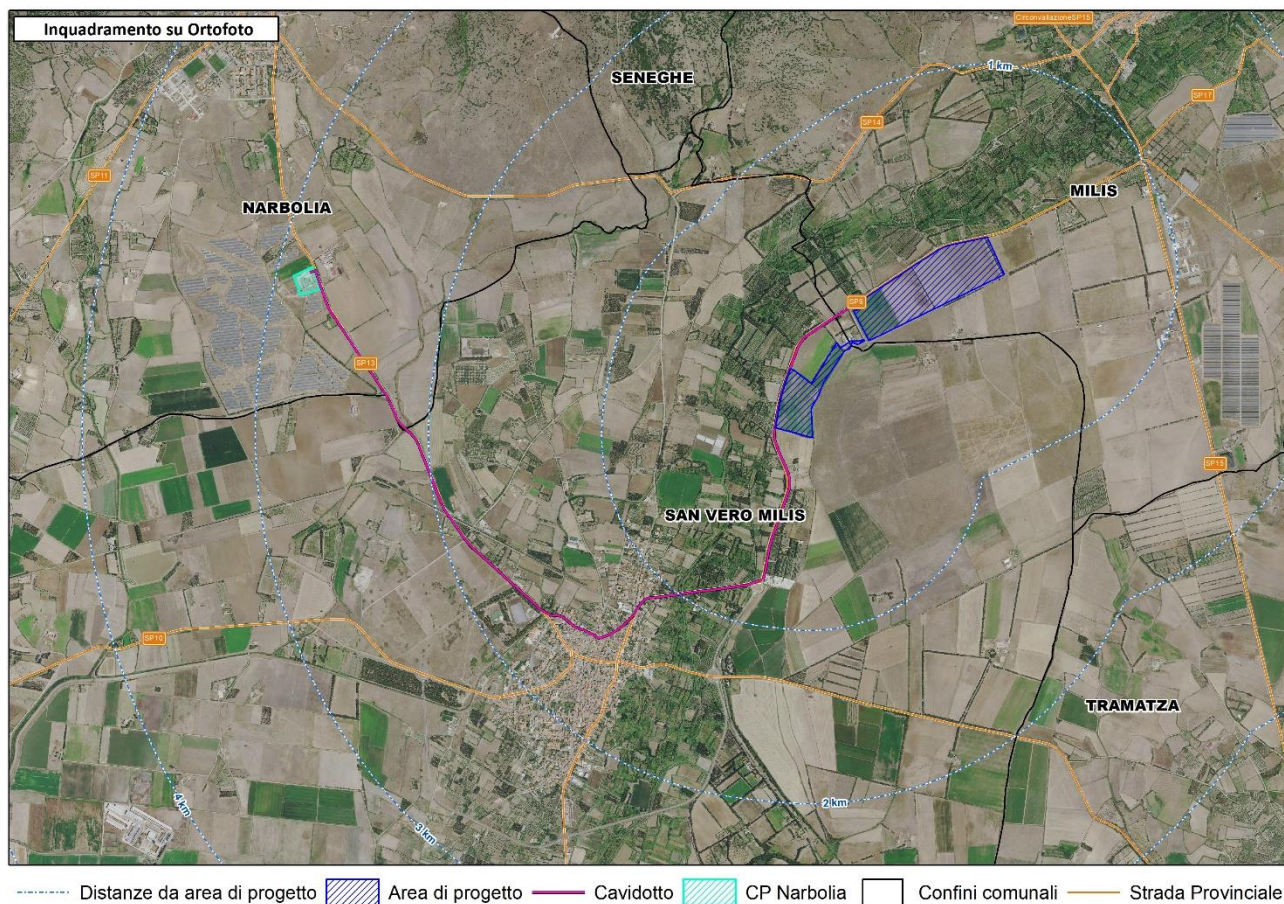 Inquadramento su Ortofoto
CirconvallazioneSP15
SENEGHE
1 km
SP17
SP14
SP11
MILIS
NARBOLIA
SP9
SP13
SP15
SAN VERO MILIS
SP10
TRAMATZA
4 km
3 km
2 km
Distanze da area di progetto Area di progetto Cavidotto CP Narbolia Confini comunali Strada Provinciale